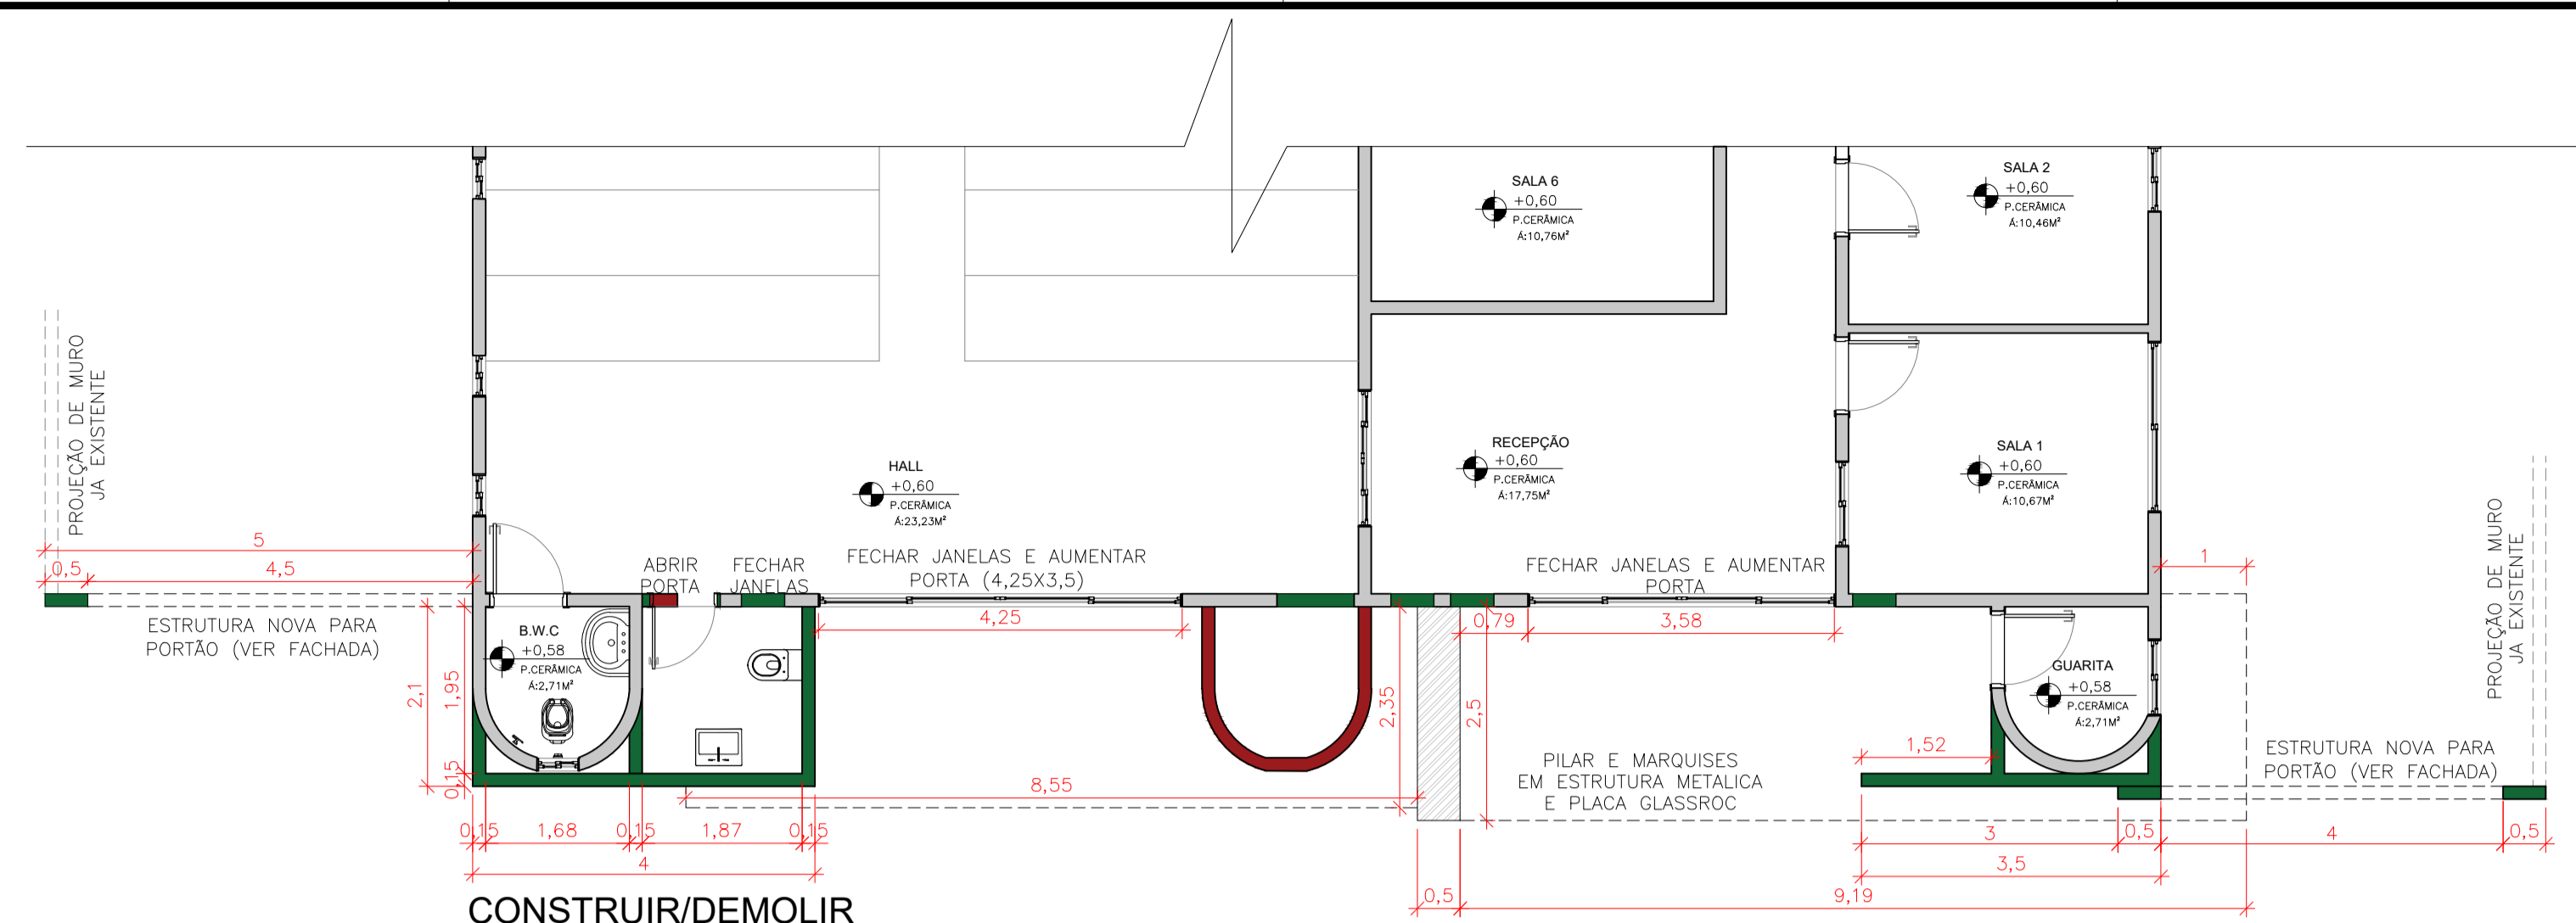 SALA 6
+0,60
P.CERÂMICA
Á:10,76M²
SALA 2
+0,60
P.CERÂMICA
Á:10,46M²
PROJEÇÃO DE MURO
JA EXISTENTE
HALL
+0,60
P.CERÂMICA
Á:23,23M²
RECEPÇÃO
+0,60
P.CERÂMICA
Á:17,75M²
SALA 1
+0,60
P.CERÂMICA
Á:10,67M²
PROJEÇÃO DE MURO
JA EXISTENTE
5
0,5
4,5
ABRIR
PORTA
FECHAR
JANELAS
FECHAR JANELAS E AUMENTAR
PORTA (4,25X3,5)
FECHAR JANELAS E AUMENTAR
PORTA
1
ESTRUTURA NOVA PARA
PORTÃO (VER FACHADA)
B.W.C
+0,58
P.CERÂMICA
Á:2,71M²
4,25
0,79
3,58
GUARITA
+0,58
P.CERÂMICA
Á:2,71M²
2,1
1,95
0,15
2,35
2,5
PILAR E MARQUISES
EM ESTRUTURA METALICA
E PLACA GLASSROC
1,52
ESTRUTURA NOVA PARA
PORTÃO (VER FACHADA)
8,55
0,15
1,68
0,15
1,87
0,15
4
3
0,5
4
0,5
3,5
0,5
9,19
CONSTRUIR/DEMOLIR